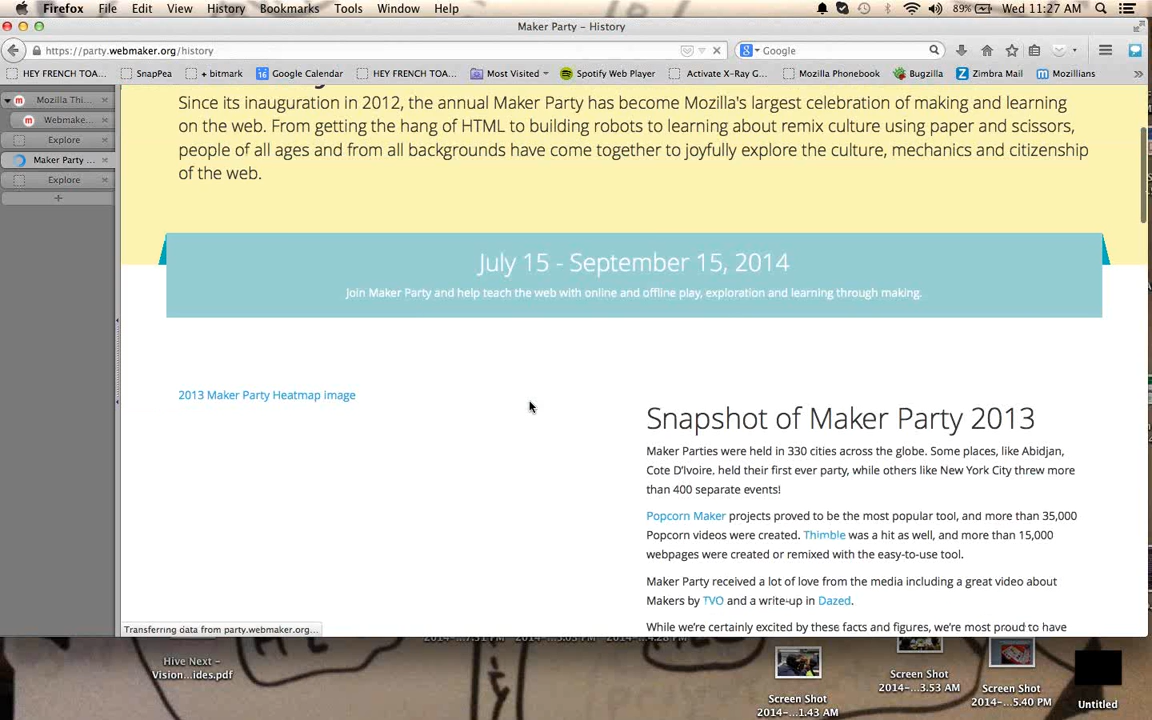 Firefox File Edit View History Bookmarks Tools Window Help 89% Wed 11:27 AM
Maker Party – History
https://party.webmaker.org/history Google
HEY FRENCH TOA... SnapPea + bitmark 16 Google Calendar HEY FRENCH TOA... Most Visited Spotify Web Player Activate X-Ray G... Mozilla Phonebook Bugzilla Zimbra Mail Mozillians »
Mozilla Thi...
Webmake...
Explore
Maker Party ...
Explore
Since its inauguration in 2012, the annual Maker Party has become Mozilla's largest celebration of making and learning
on the web. From getting the hang of HTML to building robots to learning about remix culture using paper and scissors,
people of all ages and from all backgrounds have come together to joyfully explore the culture, mechanics and citizenship
of the web.
July 15 - September 15, 2014
Join Maker Party and help teach the web with online and offline play, exploration and learning through making.
2013 Maker Party Heatmap image
Snapshot of Maker Party 2013
Maker Parties were held in 330 cities across the globe. Some places, like Abidjan,
Cote D'Ivoire, held their first ever party, while others like New York City threw more
than 400 separate events!
Popcorn Maker projects proved to be the most popular tool, and more than 35,000
Popcorn videos were created. Thimble was a hit as well, and more than 15,000
webpages were created or remixed with the easy-to-use tool.
Maker Party received a lot of love from the media including a great video about
Makers by TVO and a write-up in Dazed.
While we're certainly excited by these facts and figures, we're most proud to have
Transferring data from party.webmaker.org...
Hive Next –
Vision...ides.pdf
Screen Shot
2014-...1.43 AM
Screen Shot
2014-...3.53 AM
Screen Shot
2014-...5.40 PM
Untitled